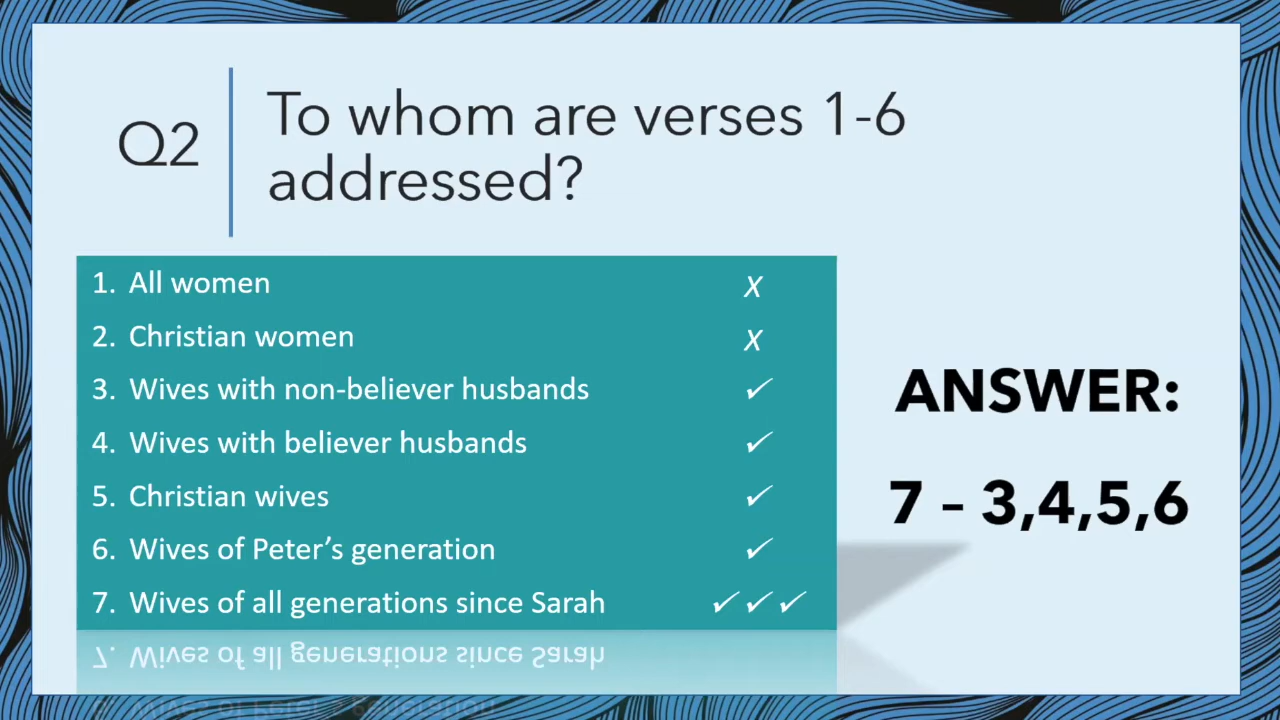 Q2
To whom are verses 1-6
addressed?
1. All women X
2. Christian women X
3. Wives with non-believer husbands ✓
4. Wives with believer husbands ✓
5. Christian wives ✓
6. Wives of Peter’s generation ✓
7. Wives of all generations since Sarah ✓✓✓
ANSWER:
7 – 3,4,5,6